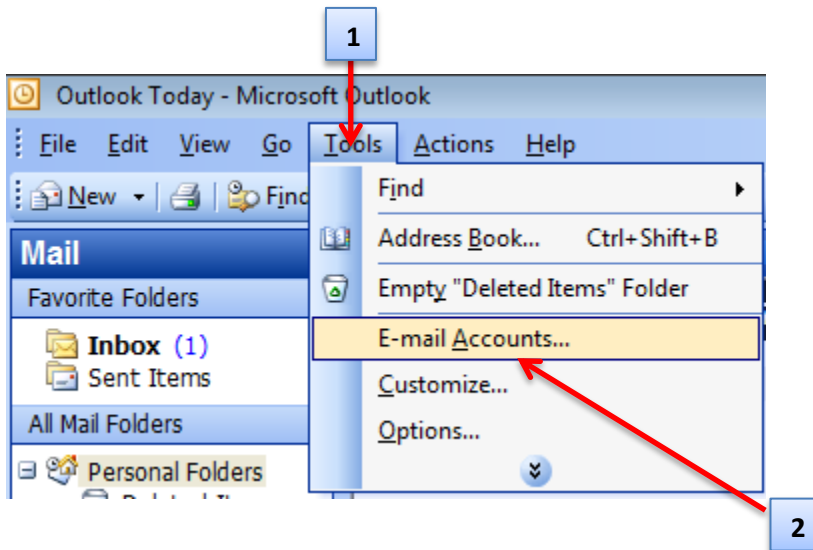 1
Outlook Today - Microsoft Outlook
File Edit View Go Tools Actions Help
New Find
Find
Address Book... Ctrl+Shift+B
Mail
Empty "Deleted Items" Folder
Favorite Folders
E-mail Accounts...
Inbox (1)
Sent Items
Customize...
All Mail Folders
Options...
Personal Folders
2